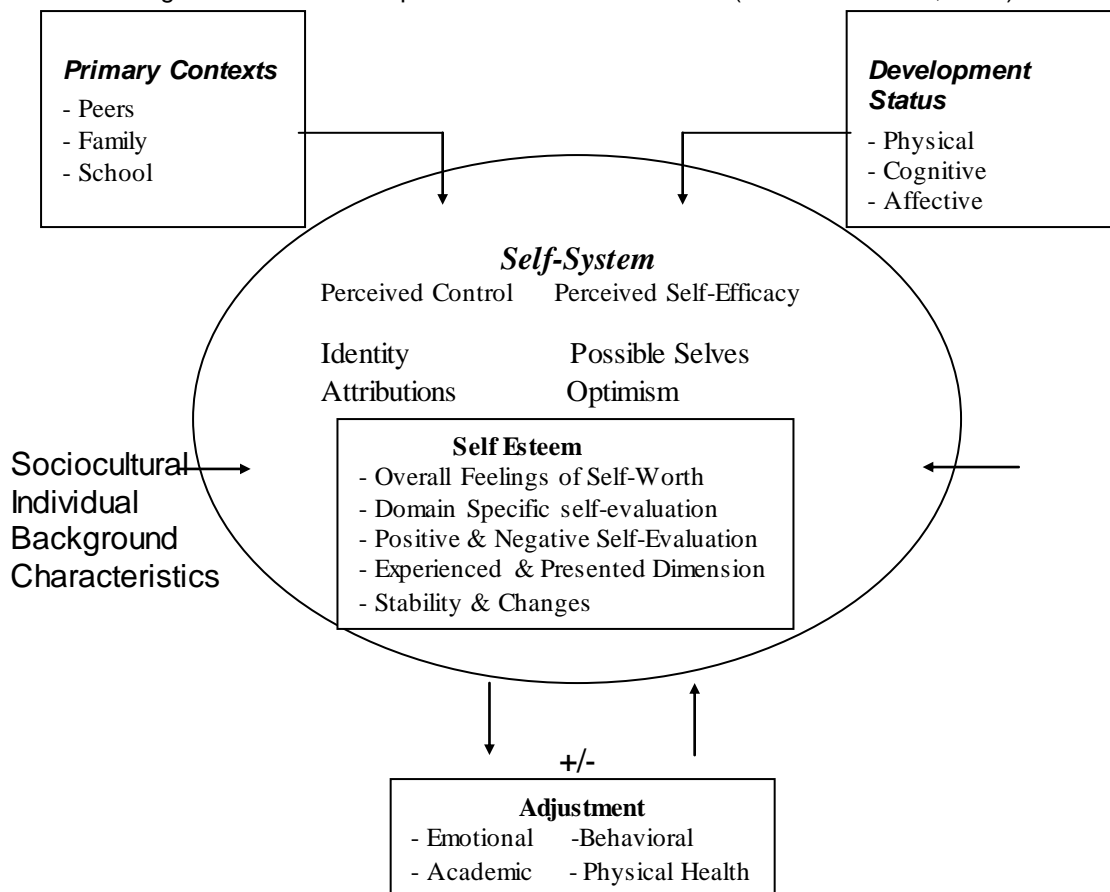 Primary Contexts
- Peers
- Family
- School
Development
Status
- Physical
- Cognitive
- Affective
Self-System
Perceived Control Perceived Self-Efficacy
Identity Possible Selves
Attributions Optimism
Self Esteem
- Overall Feelings of Self-Worth
- Domain Specific self-evaluation
- Positive & Negative Self-Evaluation
- Experienced & Presented Dimension
- Stability & Changes
Sociocultural
Individual
Background
Characteristics
+/-
Adjustment
- Emotional -Behavioral
- Academic - Physical Health